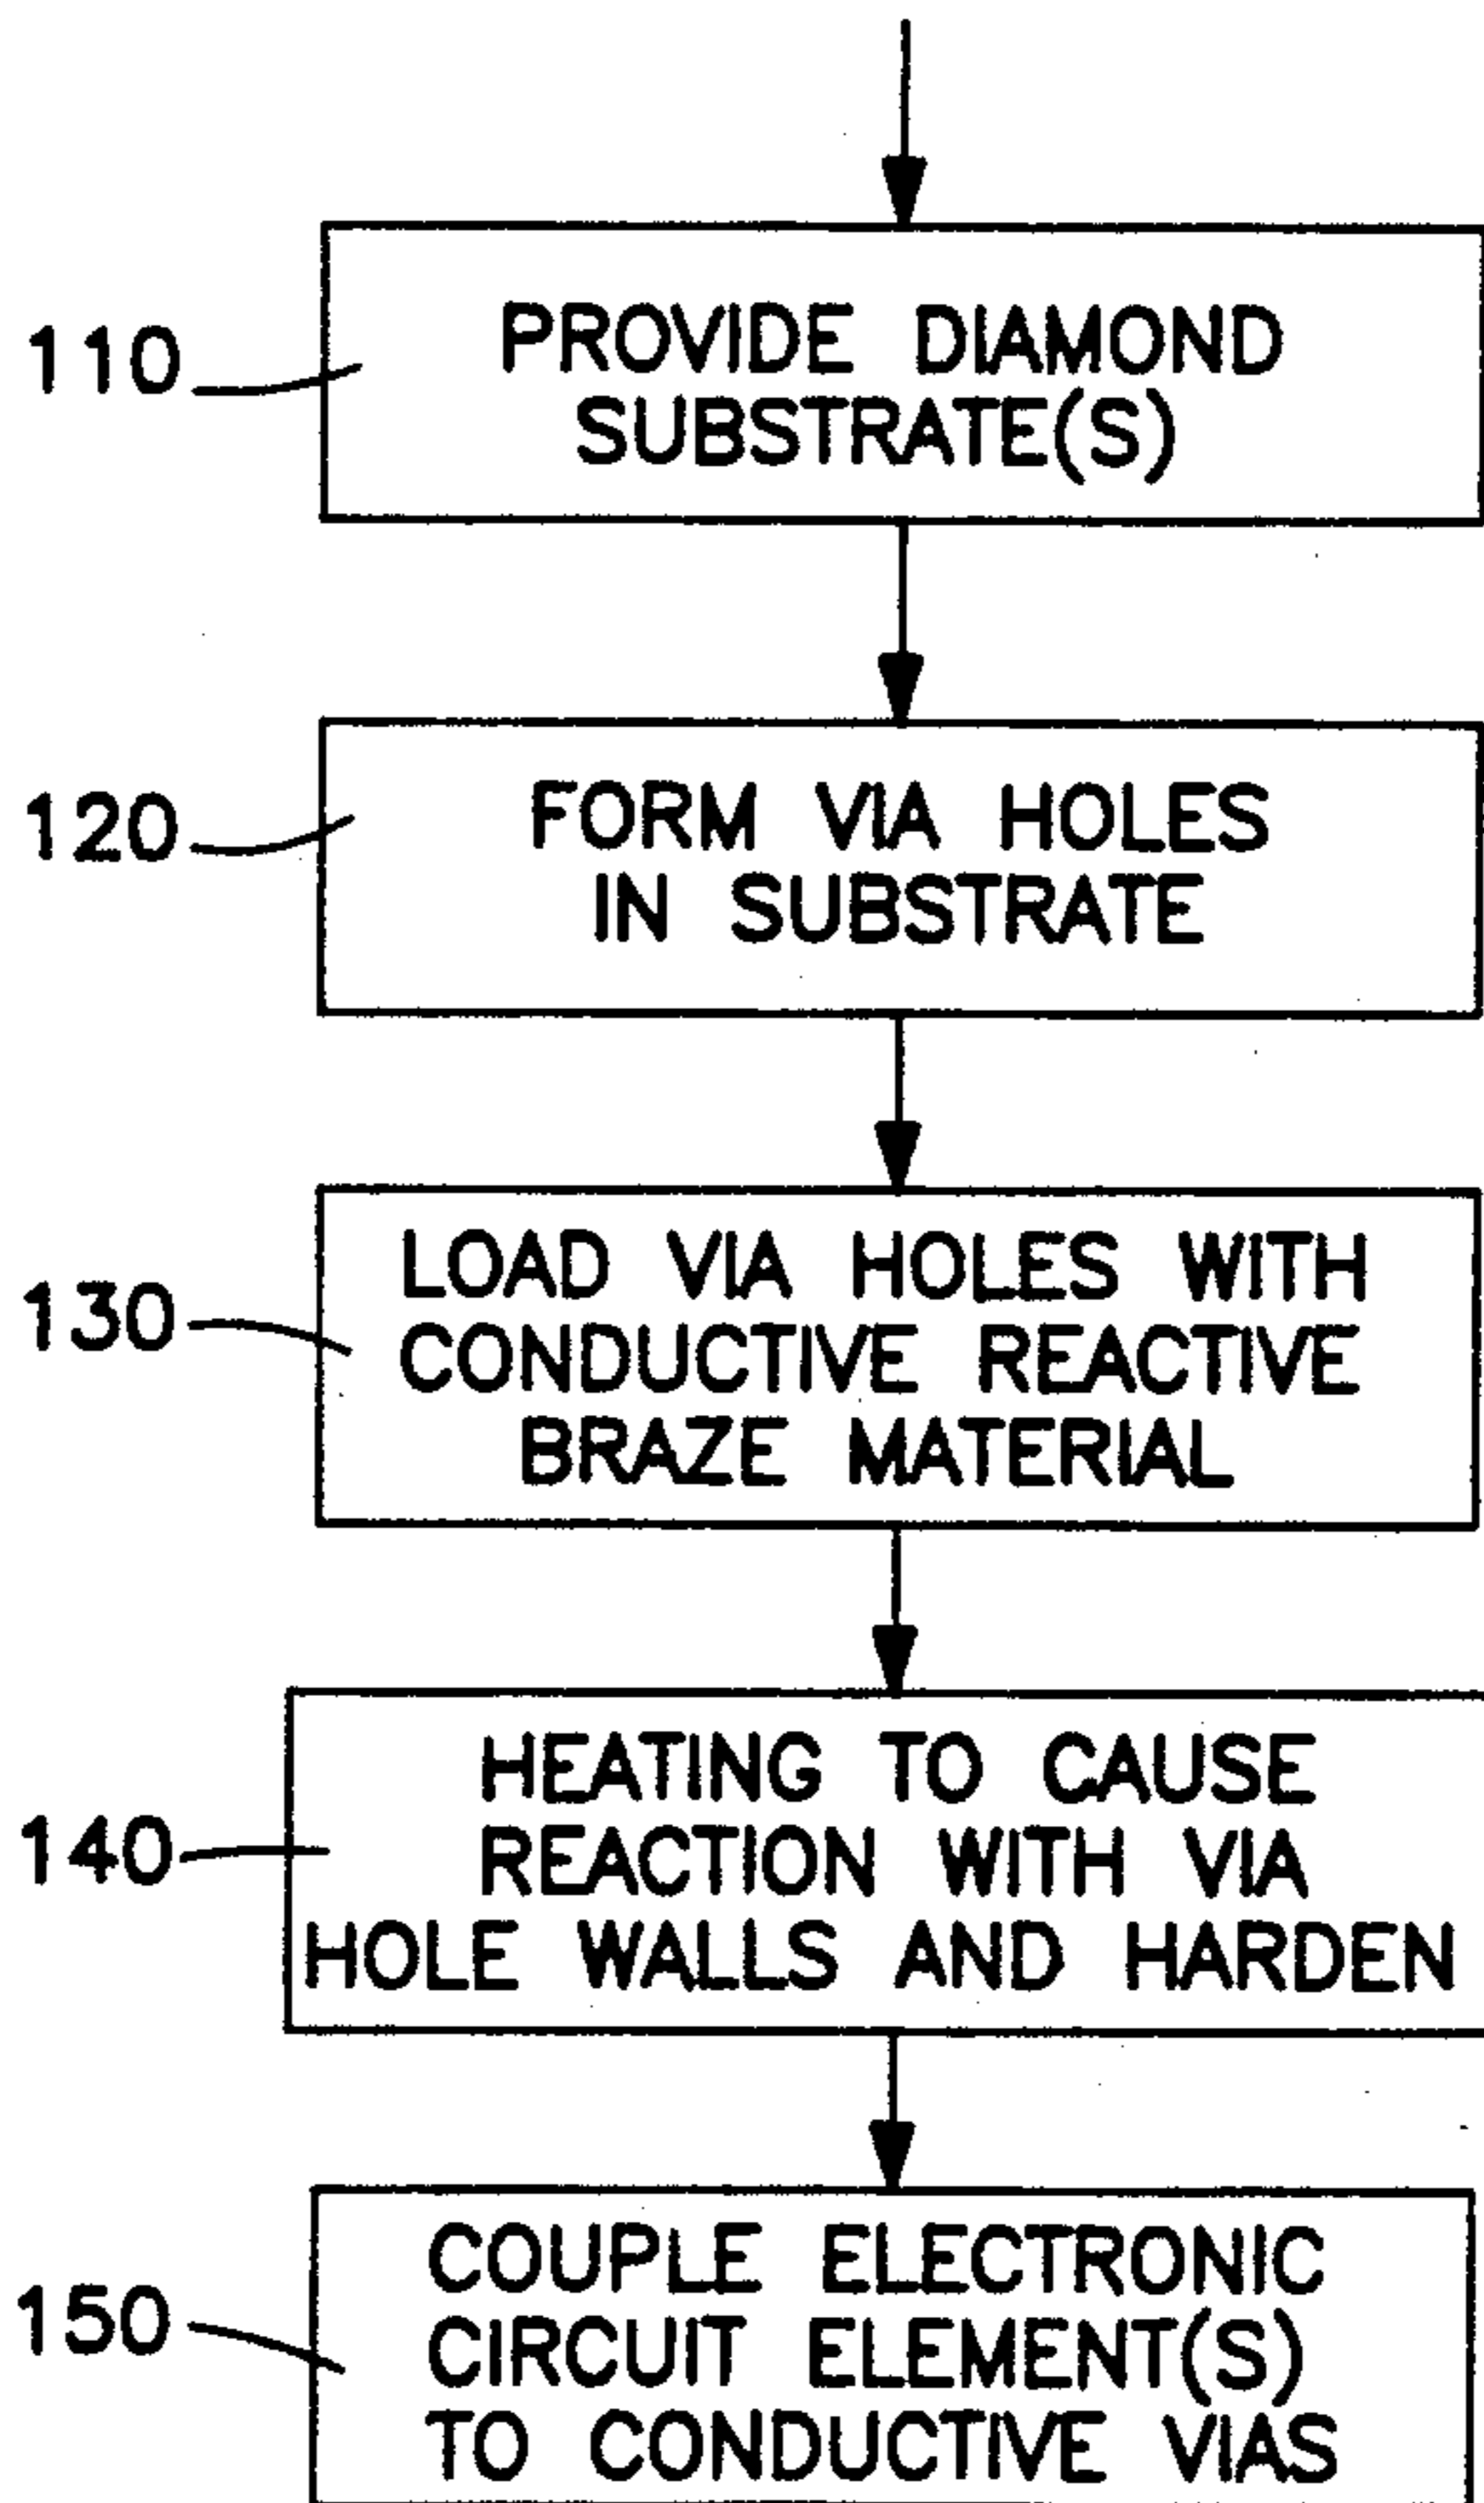 110
PROVIDE DIAMOND
SUBSTRATE(S)
120
FORM VIA HOLES
IN SUBSTRATE
130
LOAD VIA HOLES WITH
CONDUCTIVE REACTIVE
BRAZE MATERIAL
140
HEATING TO CAUSE
REACTION WITH VIA
HOLE WALLS AND HARDEN
150
COUPLE ELECTRONIC
CIRCUIT ELEMENT(S)
TO CONDUCTIVE VIAS